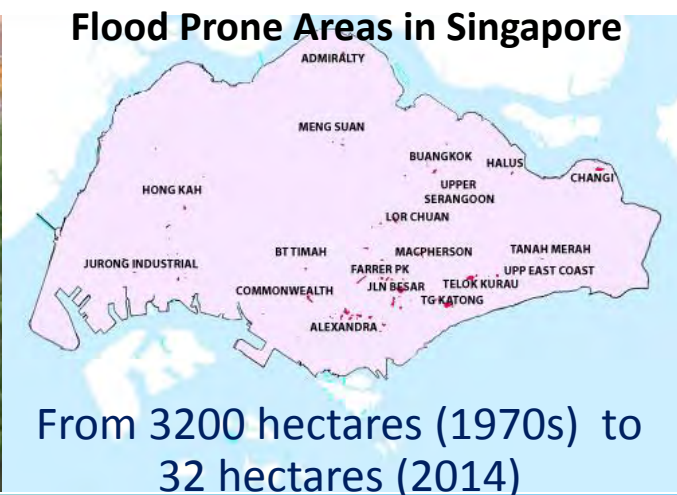 Flood Prone Areas in Singapore
ADMIRALTY
MENG SUAN
BUANGKOK
HALUS
CHANGI
HONG KAH
UPPER
SERANGOON
LOR CHUAN
BT TIMAH
MACPHERSON
TANAH MERAH
JURONG INDUSTRIAL
FARRER PK
UPP EAST COAST
COMMONWEALTH
JLN BESAR
TELOK KURAU
TG KATONG
ALEXANDRA
From 3200 hectares (1970s) to
32 hectares (2014)